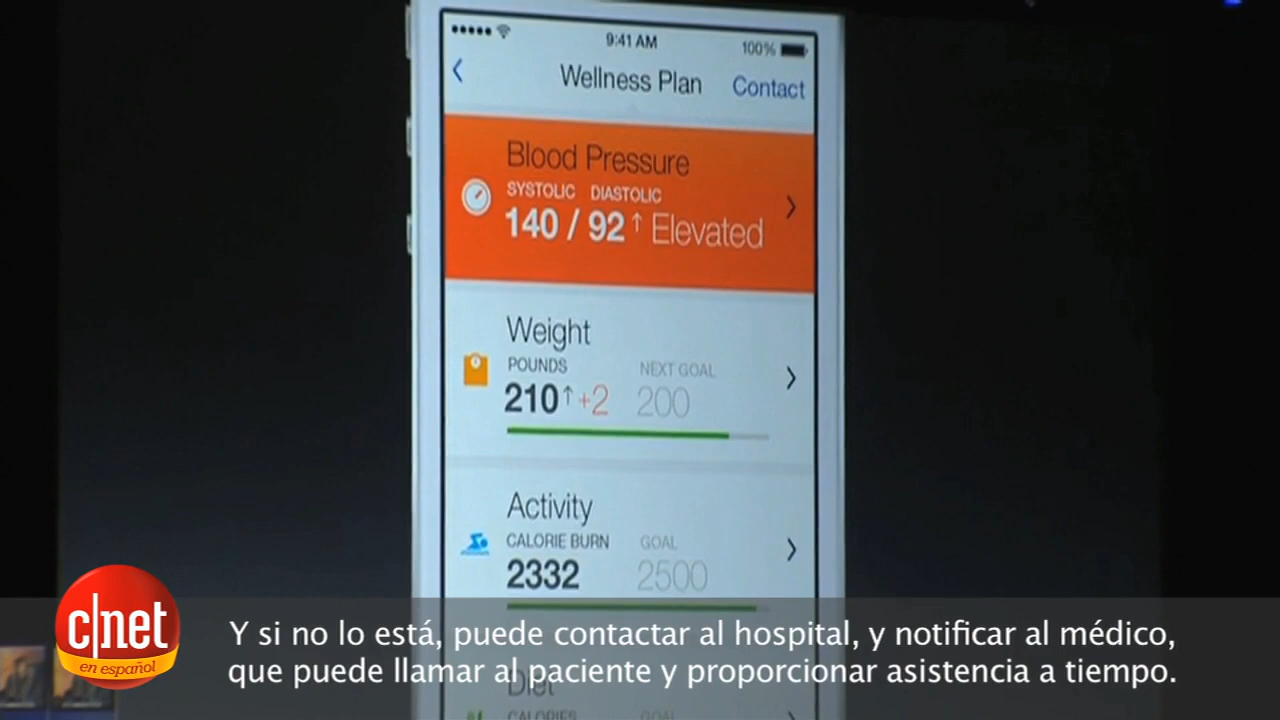 9:41 AM 100%
Wellness Plan Contact
Blood Pressure
SYSTOLIC DIASTOLIC
140 / 92 ↑ Elevated
Weight
POUNDS NEXT GOAL
210 ↑ +2 200
Activity
CALORIE BURN GOAL
2332 2500
Diet
CALORIES GOAL
c|net
en español
Y si no lo está, puede contactar al hospital, y notificar al médico,
que puede llamar al paciente y proporcionar asistencia a tiempo.